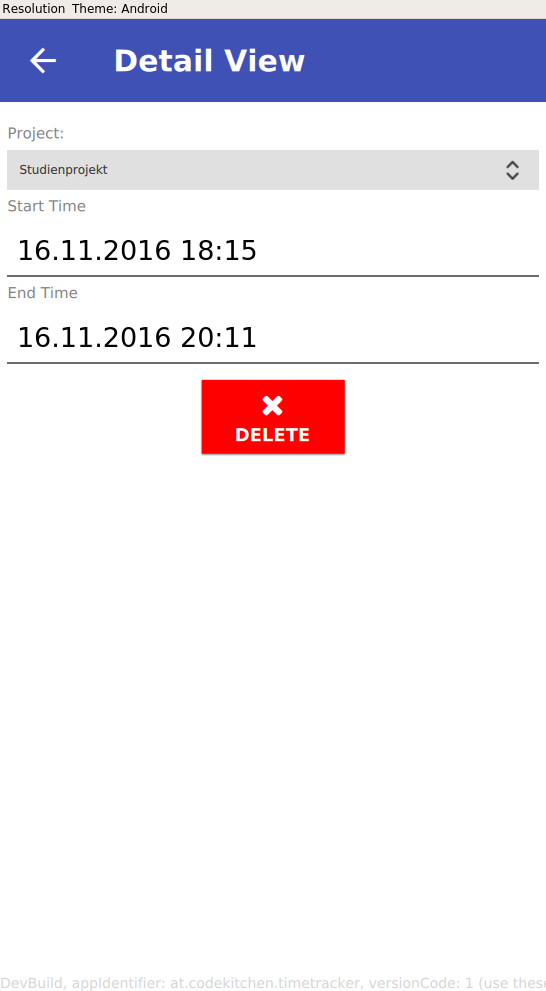 Resolution Theme: Android
Detail View
Project:
Studienprojekt
Start Time
16.11.2016 18:15
End Time
16.11.2016 20:11
DELETE
DevBuild, appIdentifier: at.codekitchen.timetracker, versionCode: 1 (use these